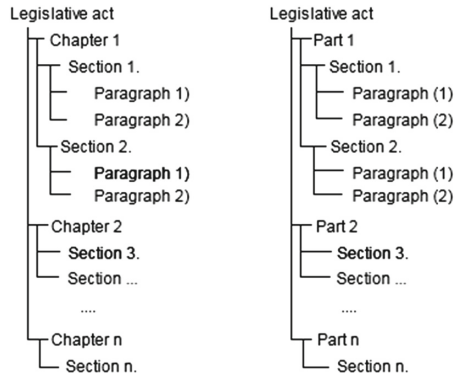 Legislative act
Chapter 1
Section 1.
Paragraph 1)
Paragraph 2)
Section 2.
Paragraph 1)
Paragraph 2)
Chapter 2
Section 3.
Section ...
....
Chapter n
Section n.
Legislative act
Part 1
Section 1.
Paragraph (1)
Paragraph (2)
Section 2.
Paragraph (1)
Paragraph (2)
Part 2
Section 3.
Section ...
....
Part n
Section n.